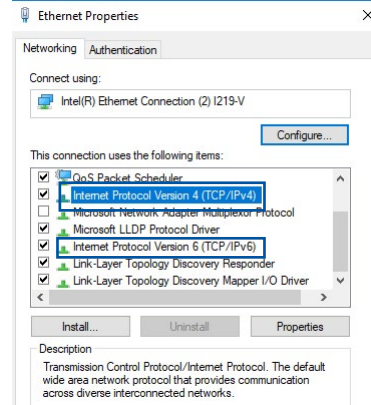 Ethernet Properties
Networking Authentication
Connect using:
Intel(R) Ethernet Connection (2) I219-V
Configure...
This connection uses the following items:
QoS Packet Scheduler
Internet Protocol Version 4 (TCP/IPv4)
Microsoft Network Adapter Multiplexor Protocol
Microsoft LLDP Protocol Driver
Internet Protocol Version 6 (TCP/IPv6)
Link-Layer Topology Discovery Responder
Link-Layer Topology Discovery Mapper I/O Driver
Install... Uninstall Properties
Description
Transmission Control Protocol/Internet Protocol. The default
wide area network protocol that provides communication
across diverse interconnected networks.